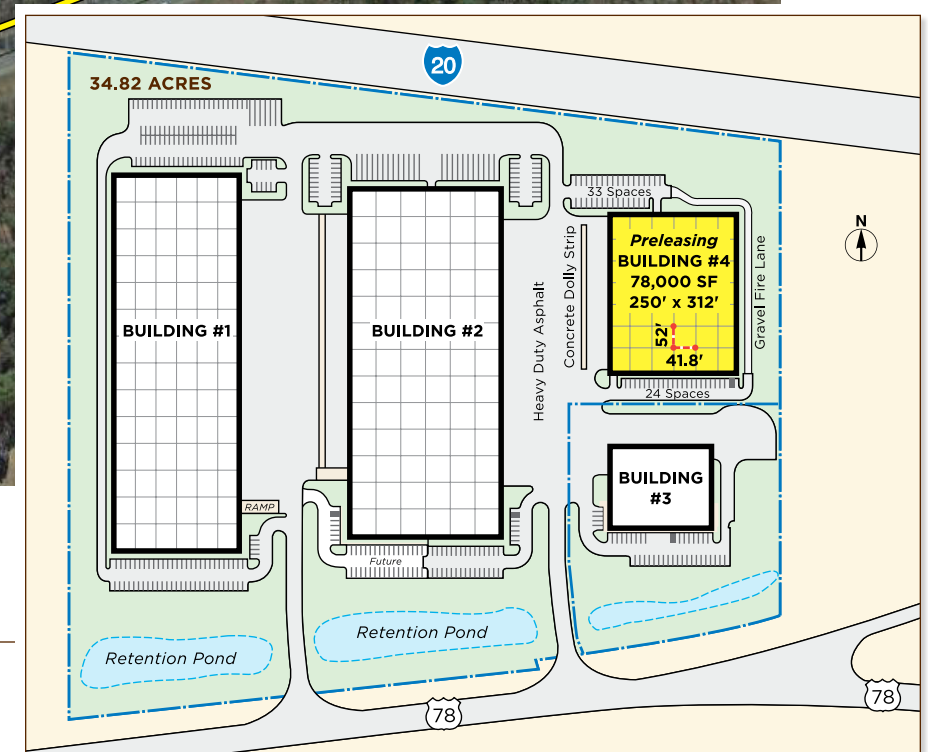 20
34.82 ACRES
33 Spaces
N
Preleasing
BUILDING #4
78,000 SF
250' x 312'
52'
41.8'
Concrete Dolly Strip
Gravel Fire Lane
Heavy Duty Asphalt
BUILDING #1
BUILDING #2
24 Spaces
BUILDING
#3
RAMP
Future
Retention Pond
Retention Pond
78
78